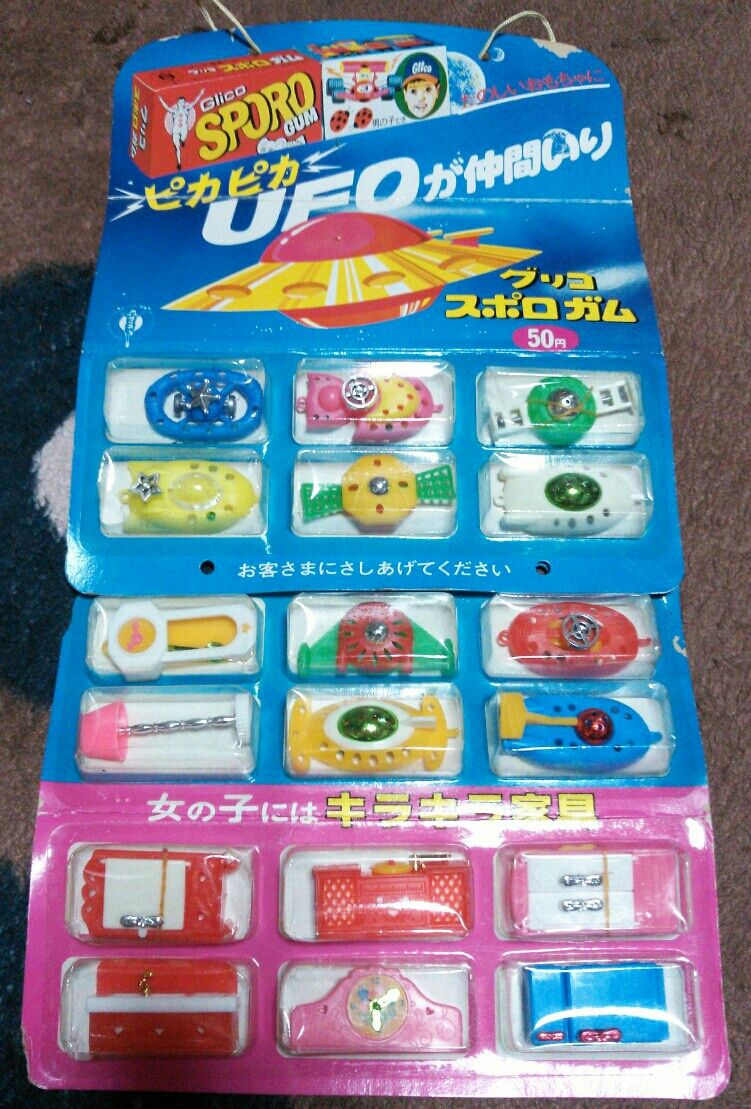 グリコ スポロガム
Glico
SPORO
GUM
Glico
男の子
たのしいおもちゃに
ピカピカ
UFOが仲間いり
グリコ
スポロガム
50円
お客さまにさしあげてください
女の子には キラキラ家具